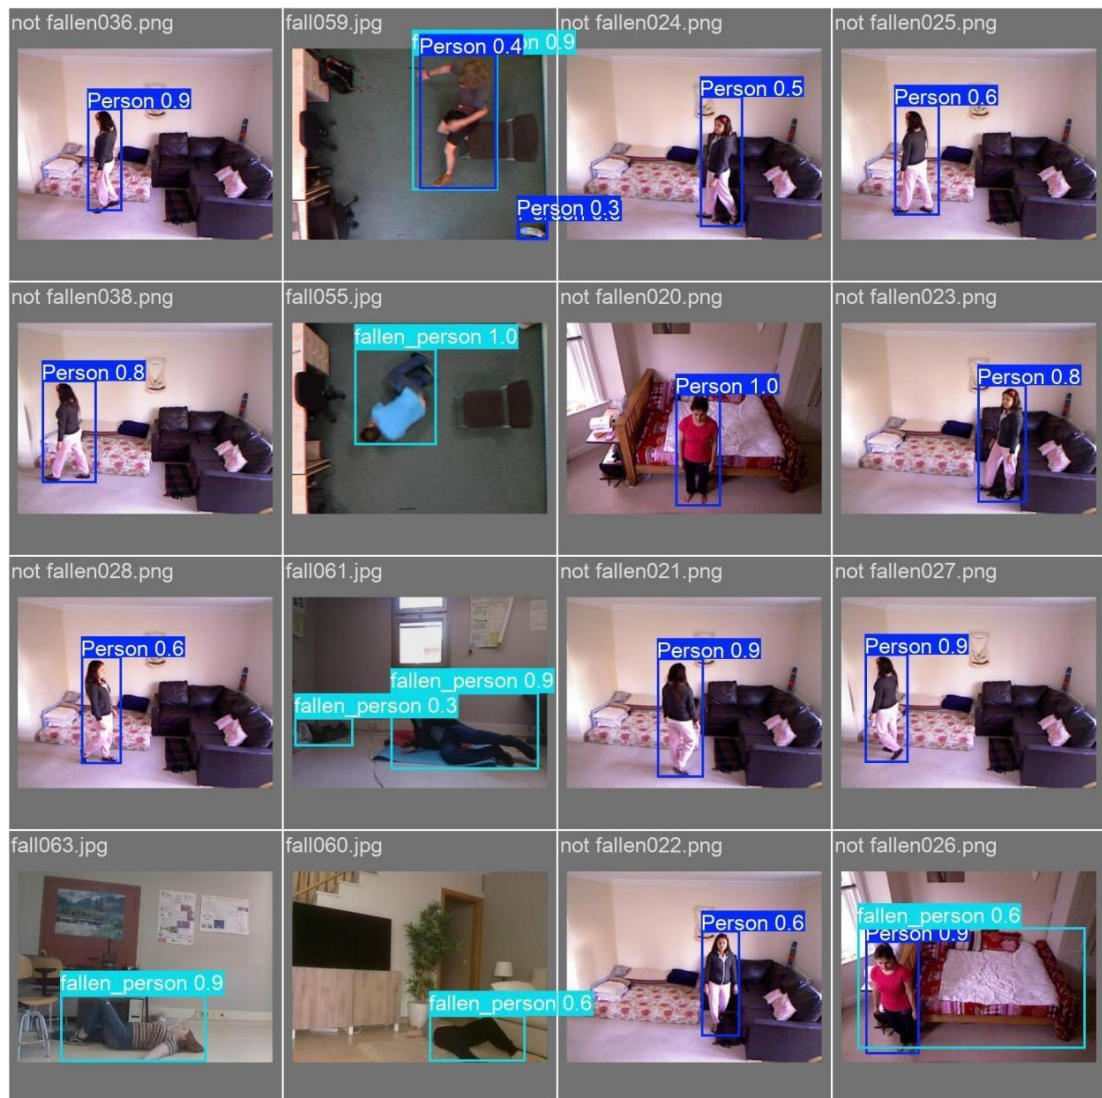 not fallen036.png
Person 0.9
fall059.jpg
Person 0.4
n 0.9
Person 0.3
not fallen024.png
Person 0.5
not fallen025.png
Person 0.6
not fallen038.png
Person 0.8
fall055.jpg
fallen_person 1.0
not fallen020.png
Person 1.0
not fallen023.png
Person 0.8
not fallen028.png
Person 0.6
fall061.jpg
fallen_person 0.9
fallen_person 0.3
not fallen021.png
Person 0.9
not fallen027.png
Person 0.9
fall063.jpg
fallen_person 0.9
fall060.jpg
fallen_person 0.6
not fallen022.png
Person 0.6
not fallen026.png
fallen_person 0.6
Person 0.9